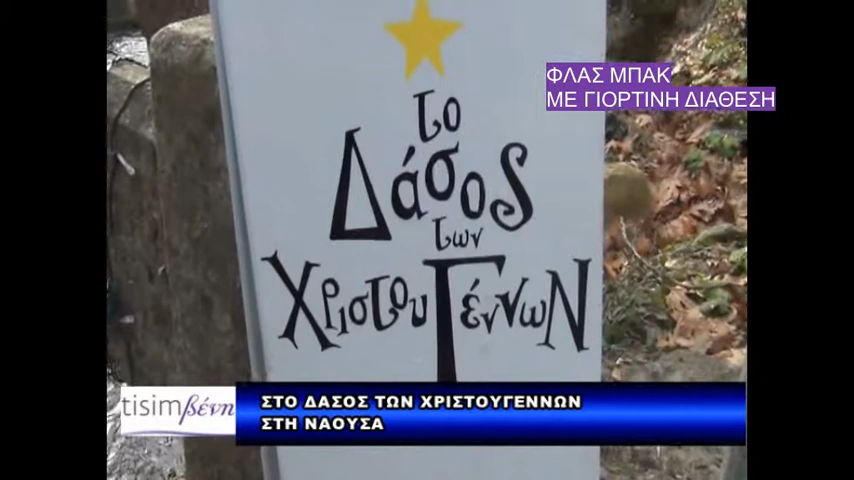 ΦΛΑΣ ΜΠΑΚ
ΜΕ ΓΙΟΡΤΙΝΗ ΔΙΑΘΕΣΗ
το
Δάσος
των
ΧριστουΓέννωΝ
tisimβένη
ΣΤΟ ΔΑΣΟΣ ΤΩΝ ΧΡΙΣΤΟΥΓΕΝΝΩΝ
ΣΤΗ ΝΑΟΥΣΑ